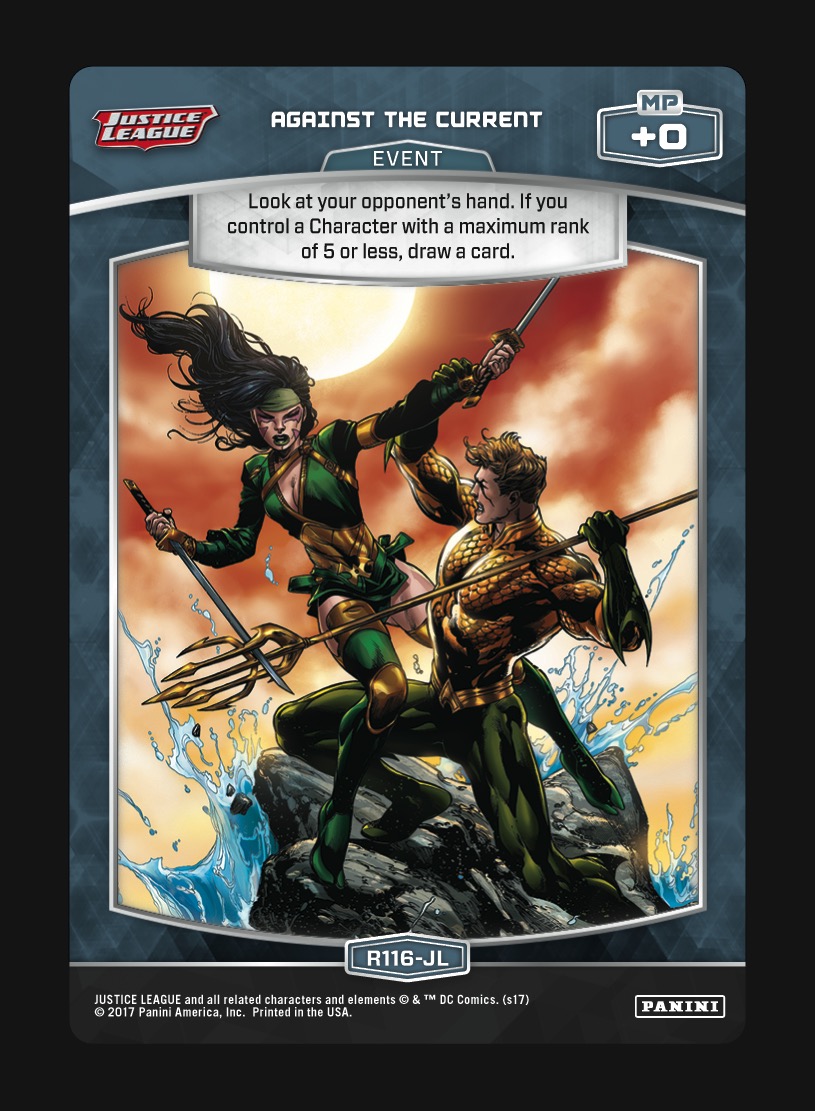 JUSTICE
LEAGUE
AGAINST THE CURRENT
MP
+0
EVENT
Look at your opponent's hand. If you
control a Character with a maximum rank
of 5 or less, draw a card.
R116-JL
JUSTICE LEAGUE and all related characters and elements © & ™ DC Comics. (s17)
© 2017 Panini America, Inc. Printed in the USA.
PANINI